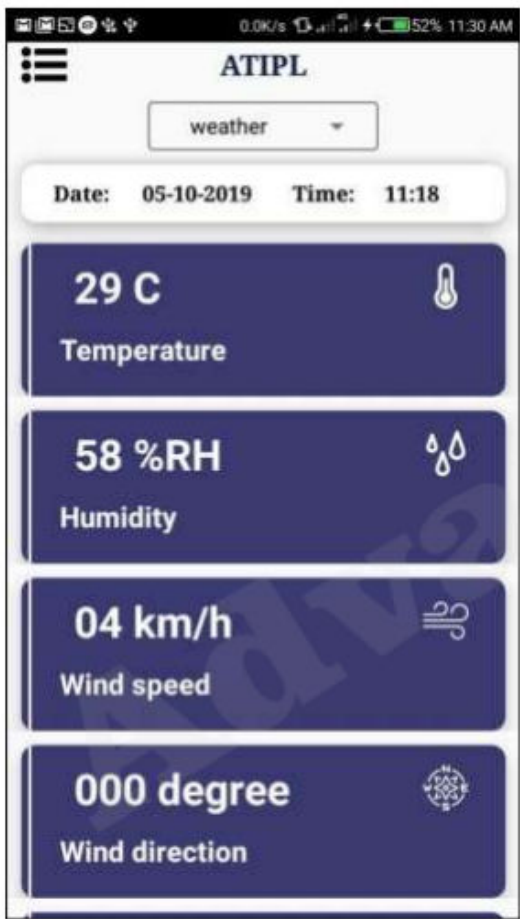 0.0K/s 52% 11:30 AM
ATIPL
weather
Date: 05-10-2019 Time: 11:18
29 C
Temperature
58 %RH
Humidity
04 km/h
Wind speed
000 degree
Wind direction
Adva